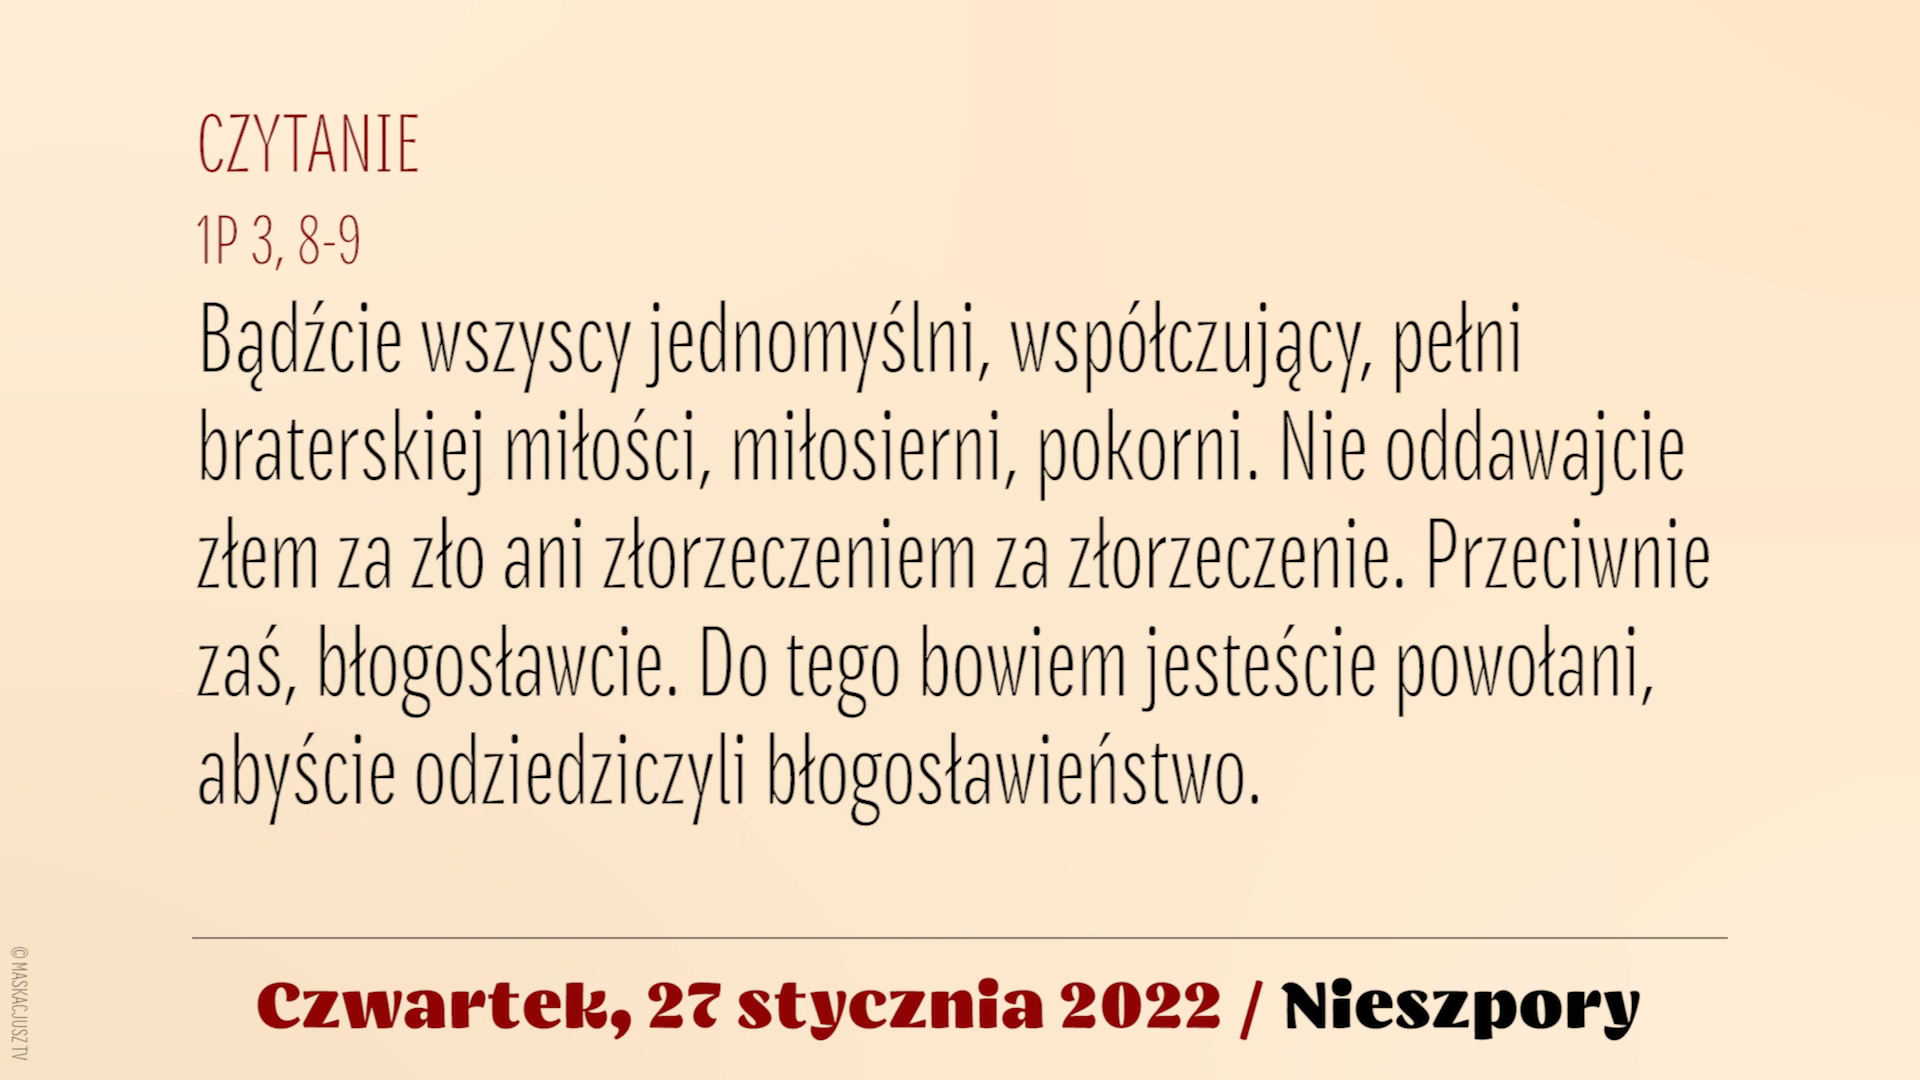 CZYTANIE
1P 3, 8-9
Bądźcie wszyscy jednomyślni, współczujący, pełni
braterskiej miłości, miłosierni, pokorni. Nie oddawajcie
złem za zło ani złorzeczeniem za złorzeczenie. Przeciwnie
zaś, błogosławcie. Do tego bowiem jesteście powołani,
abyście odziedziczyli błogosławieństwo.
Czwartek, 27 stycznia 2022 / Nieszpory
© MASKACJUSZ TV